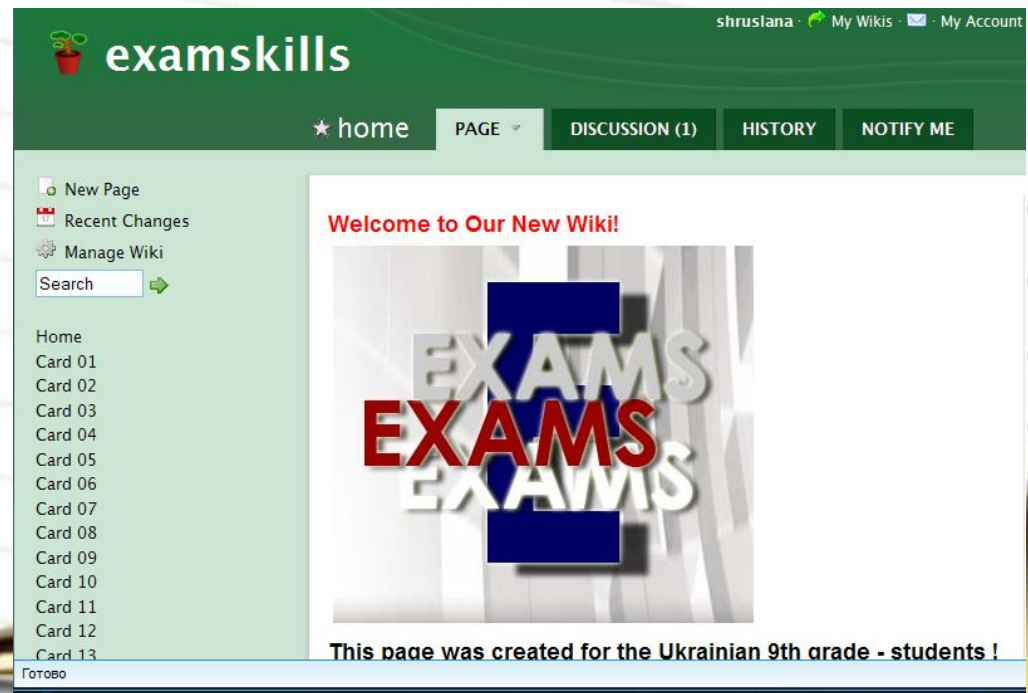 shruslana · My Wikis · · My Account
examskills
home PAGE DISCUSSION (1) HISTORY NOTIFY ME
New Page
Recent Changes
Manage Wiki
Search
Home
Card 01
Card 02
Card 03
Card 04
Card 05
Card 06
Card 07
Card 08
Card 09
Card 10
Card 11
Card 12
Card 13
Welcome to Our New Wiki!
EXAMS
EXAMS
EXAMS
This page was created for the Ukrainian 9th grade - students !
Готово